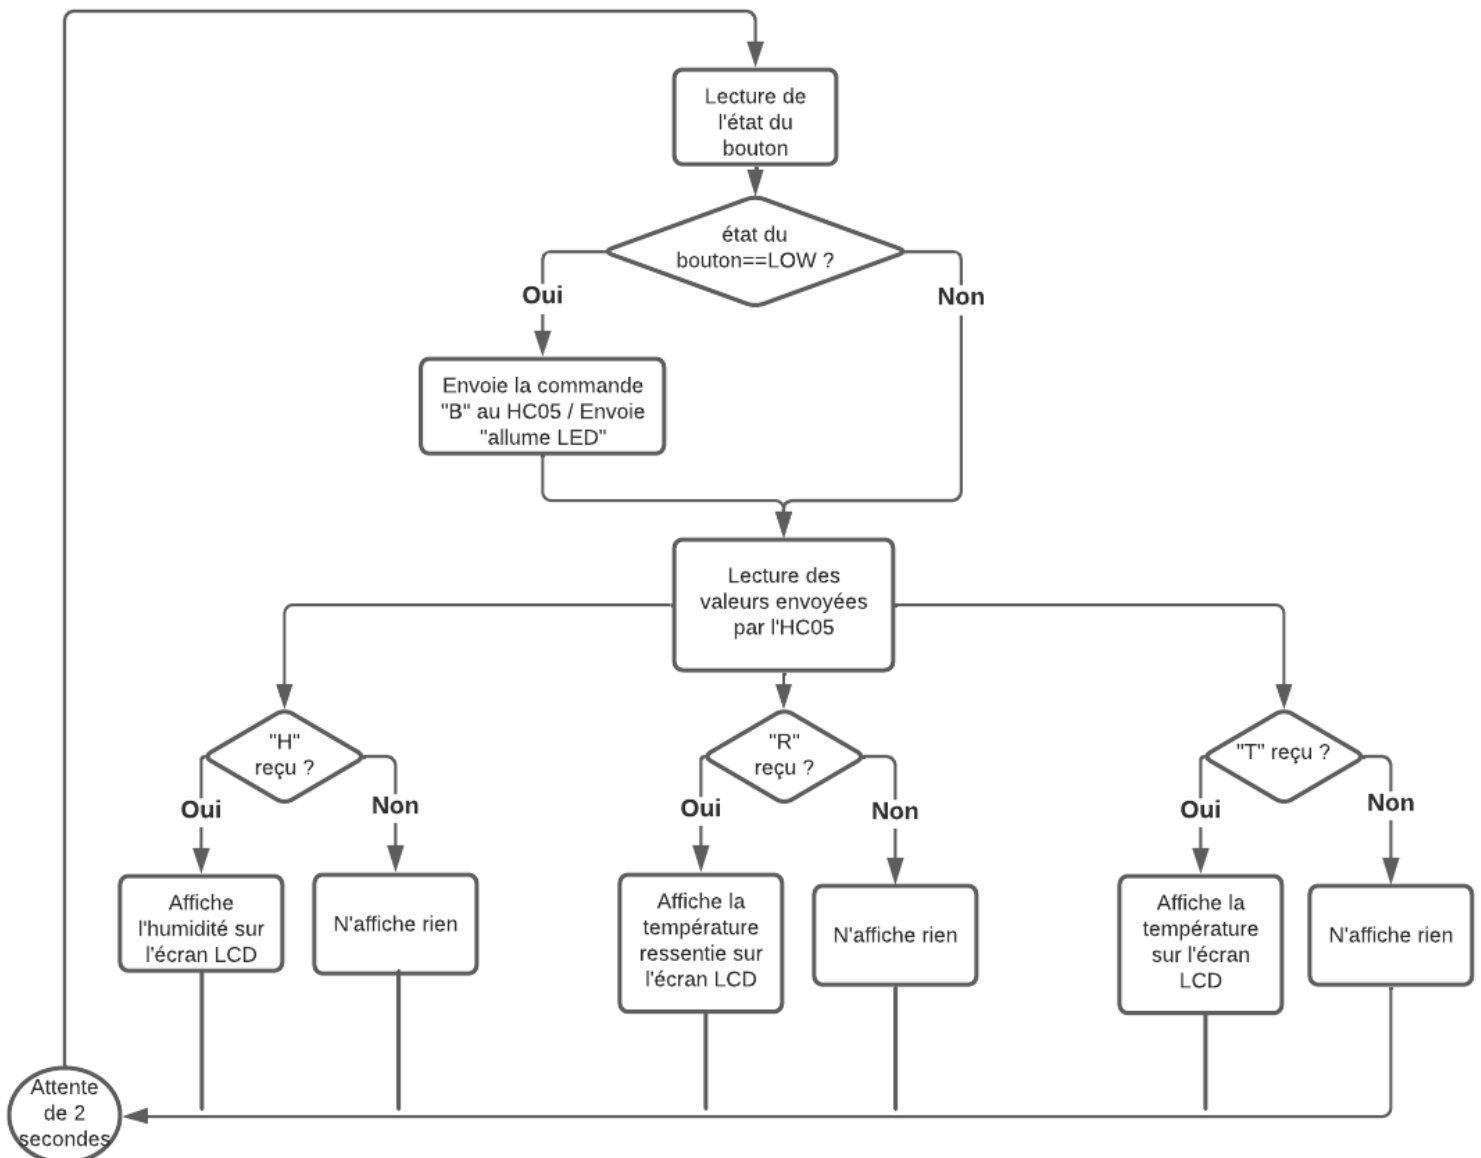 Lecture de
l'état du
bouton
état du
bouton==LOW ?
Oui
Non
Envoie la commande
"B" au HC05 / Envoie
"allume LED"
Lecture des
valeurs envoyées
par l'HC05
"H"
reçu ?
Oui
Non
Affiche
l'humidité sur
l'écran LCD
N'affiche rien
"R"
reçu ?
Oui
Non
Affiche la
température
ressentie sur
l'écran LCD
N'affiche rien
"T" reçu ?
Oui
Non
Affiche la
température
sur l'écran
LCD
N'affiche rien
Attente
de 2
secondes